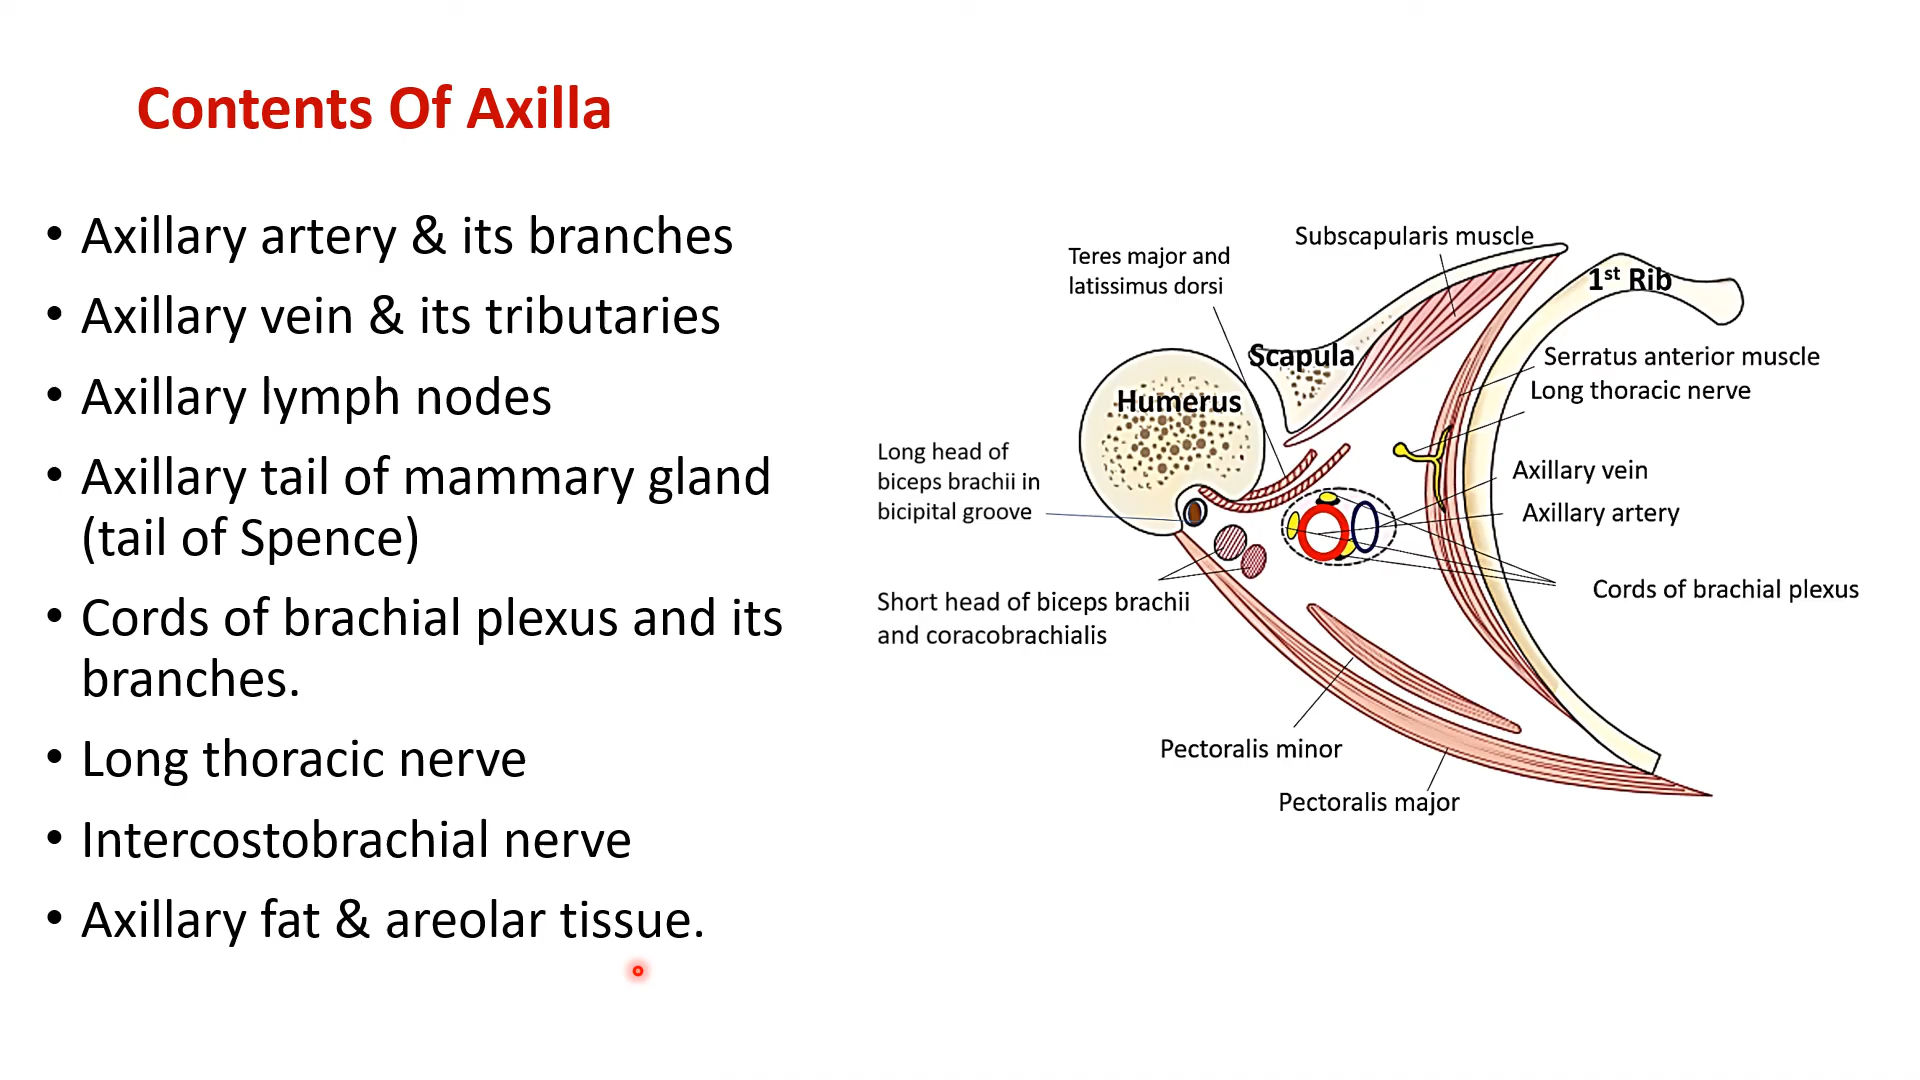 Contents Of Axilla
• Axillary artery & its branches
• Axillary vein & its tributaries
• Axillary lymph nodes
• Axillary tail of mammary gland
(tail of Spence)
• Cords of brachial plexus and its
branches.
• Long thoracic nerve
• Intercostobrachial nerve
• Axillary fat & areolar tissue.
Subscapularis muscle
Teres major and
latissimus dorsi
1st Rib
Scapula
Serratus anterior muscle
Long thoracic nerve
Humerus
Long head of
biceps brachii in
bicipital groove
Axillary vein
Axillary artery
Cords of brachial plexus
Short head of biceps brachii
and coracobrachialis
Pectoralis minor
Pectoralis major